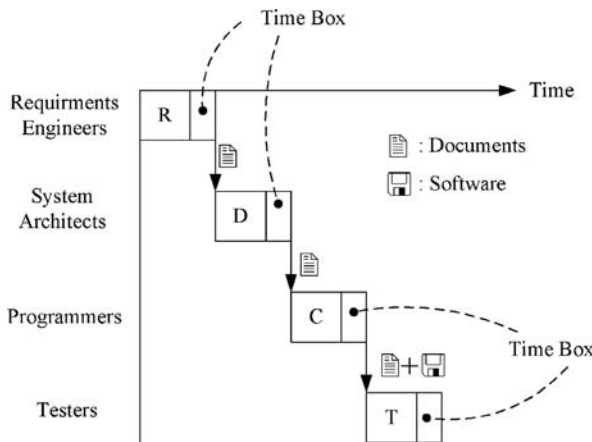 Time Box
Time
Requirments
Engineers
R
: Documents
: Software
System
Architects
D
Programmers
C
Time Box
+
Testers
T